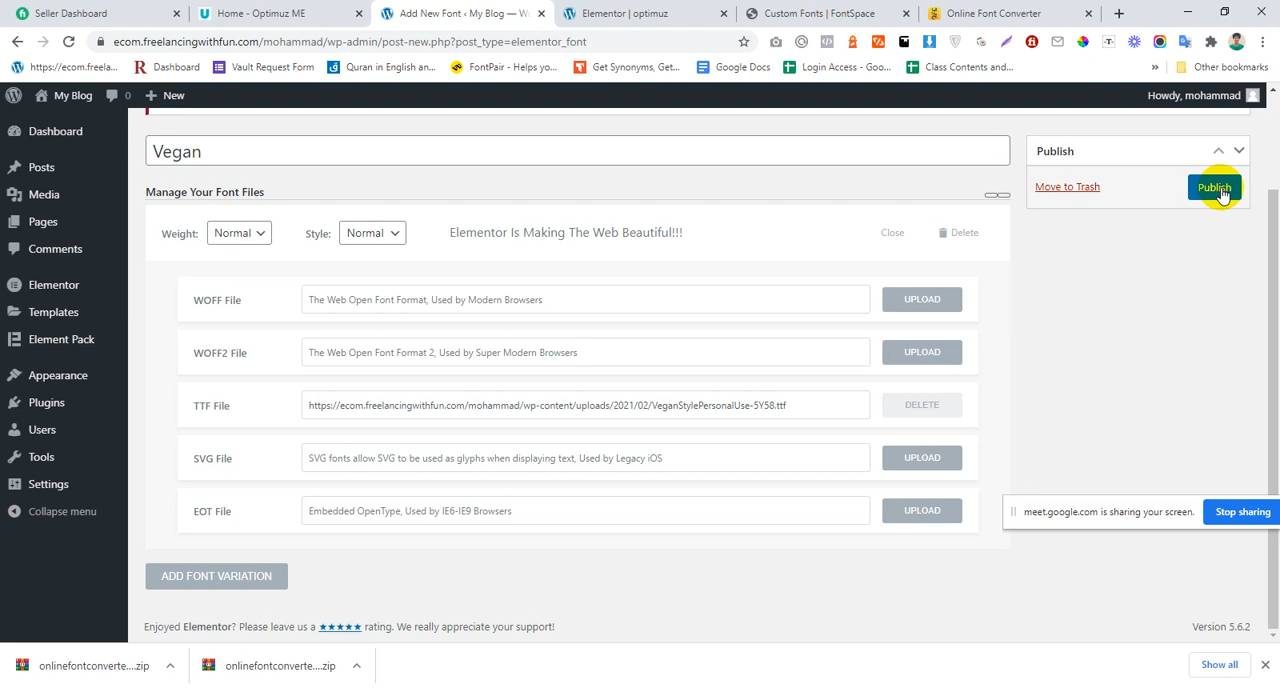 Seller Dashboard
Home - Optimuz ME
Add New Font ‹ My Blog — W
Elementor | optimuz
Custom Fonts | FontSpace
Online Font Converter
ecom.freelancingwithfun.com/mohammad/wp-admin/post-new.php?post_type=elementor_font
https://ecom.freela...
Dashboard
Vault Request Form
Quran in English an...
FontPair - Helps yo...
Get Synonyms, Get...
Google Docs
Login Access - Goo...
Class Contents and...
»
Other bookmarks
My Blog
0
New
Howdy, mohammad
Dashboard
Posts
Media
Pages
Comments
Elementor
Templates
Element Pack
Appearance
Plugins
Users
Tools
Settings
Collapse menu
Vegan
Publish
Move to Trash
Publish
Manage Your Font Files
Weight: Normal
Style: Normal
Elementor Is Making The Web Beautiful!!!
Close
Delete
WOFF File
The Web Open Font Format, Used by Modern Browsers
UPLOAD
WOFF2 File
The Web Open Font Format 2, Used by Super Modern Browsers
UPLOAD
TTF File
https://ecom.freelancingwithfun.com/mohammad/wp-content/uploads/2021/02/VeganStylePersonalUse-5Y58.ttf
DELETE
SVG File
SVG fonts allow SVG to be used as glyphs when displaying text, Used by Legacy iOS
UPLOAD
EOT File
Embedded OpenType, Used by IE6-IE9 Browsers
UPLOAD
meet.google.com is sharing your screen.
Stop sharing
ADD FONT VARIATION
Enjoyed Elementor? Please leave us a ★★★★★ rating. We really appreciate your support!
Version 5.6.2
onlinefontconverte....zip
onlinefontconverte....zip
Show all